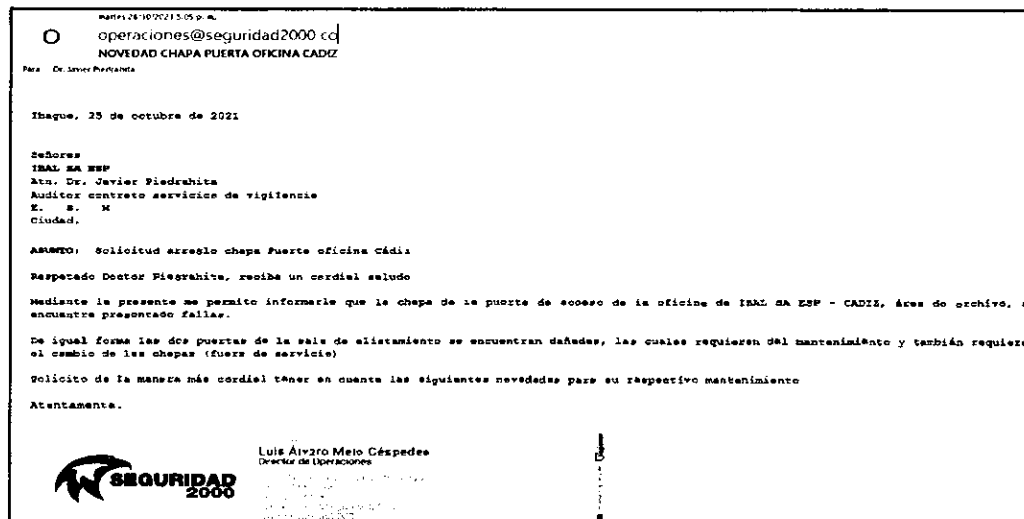 martes 26/10/2021 5:05 p. m.
operaciones@seguridad2000.co
NOVEDAD CHAPA PUERTA OFICINA CADIZ
Para Dr. Javier Piedrahita
Ibague, 25 de octubre de 2021
Señores
IBAL SA ESP
Atn. Dr. Javier Piedrahita
Auditor contrato servicios de vigilancia
E. S. M
Ciudad.
ASUNTO: Solicitud arreglo chapa Puerta oficina Cádiz
Respetado Doctor Piedrahita, reciba un cordial saludo
Mediante la presente me permito informarle que la chapa de la puerta de acceso de la oficina de IBAL SA ESP - CADIZ, área de archivo,
encuentra presentado fallas.
De igual forma las dos puertas de la sala de alistamiento se encuentran dañadas, las cuales requieren del mantenimiento y también requiere
el cambio de las chapas (fuera de servicio)
Solicito de la manera más cordial tener en cuenta las siguientes novedades para su respectivo mantenimiento
Atentamente.
Luis Álvaro Melo Céspedes
Director de Operaciones
SEGURIDAD
2000